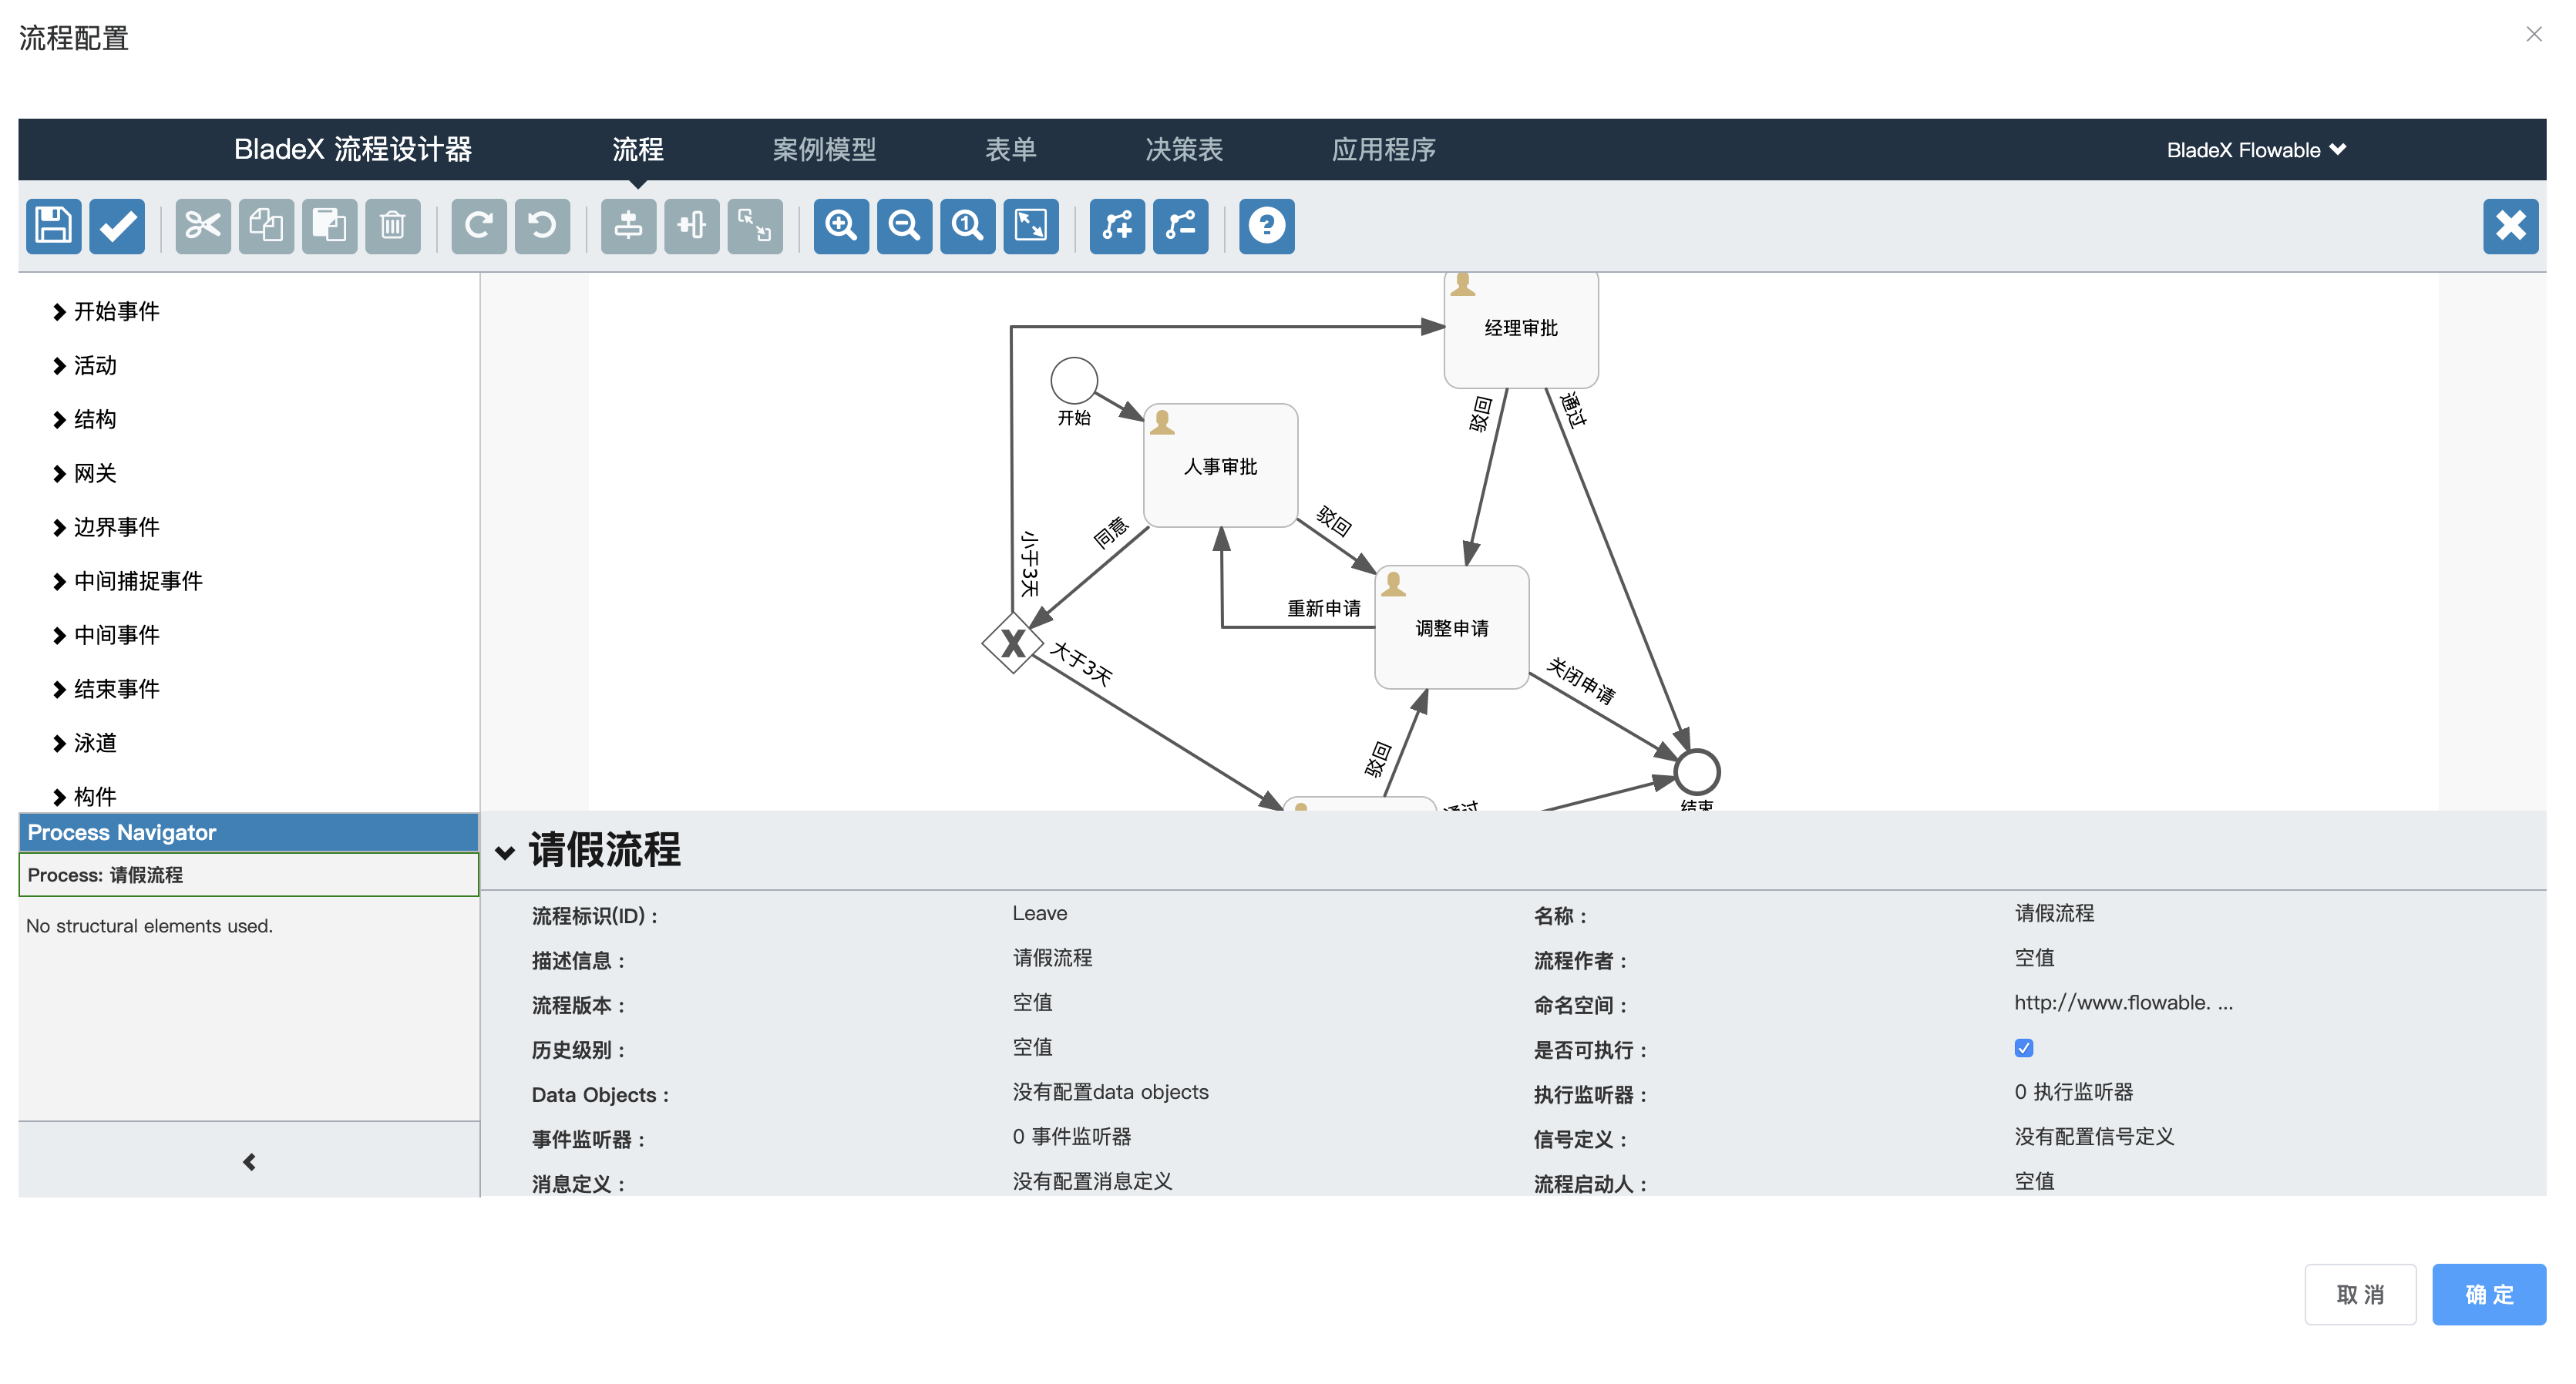 流程配置
BladeX 流程设计器
流程
案例模型
表单
决策表
应用程序
BladeX Flowable
开始事件
活动
结构
网关
边界事件
中间捕捉事件
中间事件
结束事件
泳道
构件
Process Navigator
Process: 请假流程
No structural elements used.
经理审批
开始
人事审批
驳回
通过
同意
驳回
小于3天
重新申请
调整申请
X
大于3天
关闭申请
驳回
通过
结束
请假流程
流程标识(ID) : Leave
名称 : 请假流程
描述信息 : 请假流程
流程作者 : 空值
流程版本 : 空值
命名空间 : http://www.flowable. ...
历史级别 : 空值
是否可执行 :
Data Objects : 没有配置data objects
执行监听器 : 0 执行监听器
事件监听器 : 0 事件监听器
信号定义 : 没有配置信号定义
消息定义 : 没有配置消息定义
流程启动人 : 空值
取 消
确 定